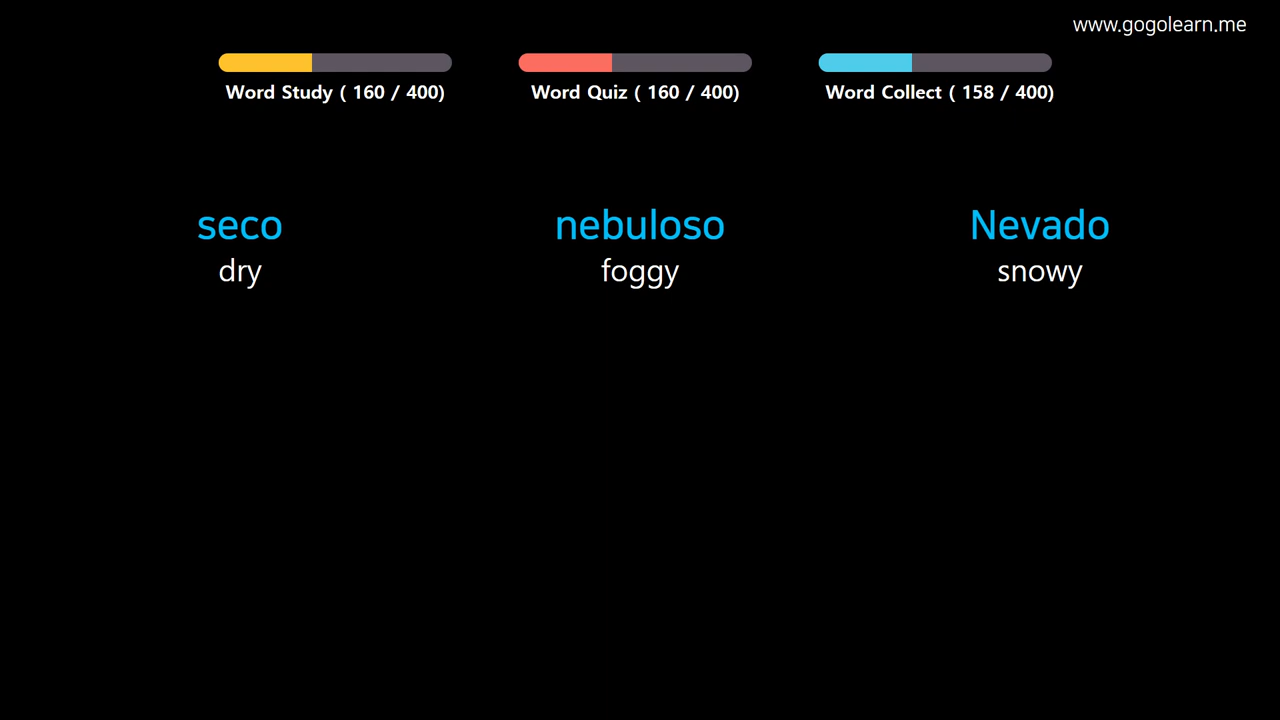 www.gogolearn.me
Word Study ( 160 / 400)
Word Quiz ( 160 / 400)
Word Collect ( 158 / 400)
seco
dry
nebuloso
foggy
Nevado
snowy